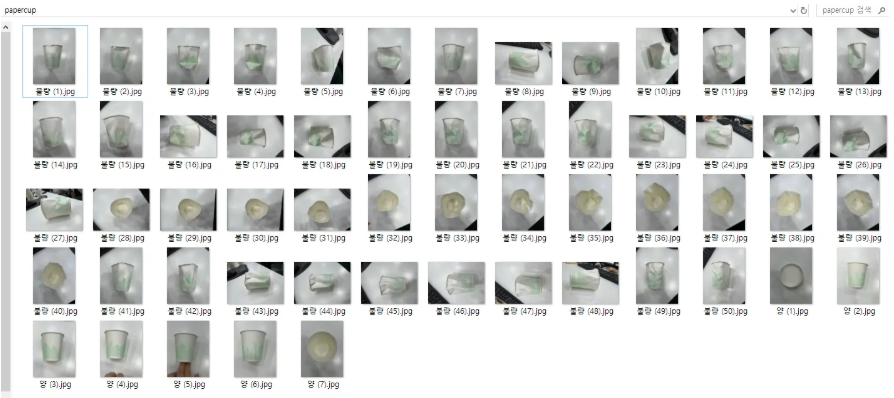 papercup
papercup 검색
불량 (1).jpg 불량 (2).jpg 불량 (3).jpg 불량 (4).jpg 불량 (5).jpg 불량 (6).jpg 불량 (7).jpg 불량 (8).jpg 불량 (9).jpg 불량 (10).jpg 불량 (11).jpg 불량 (12).jpg 불량 (13).jpg
불량 (14).jpg 불량 (15).jpg 불량 (16).jpg 불량 (17).jpg 불량 (18).jpg 불량 (19).jpg 불량 (20).jpg 불량 (21).jpg 불량 (22).jpg 불량 (23).jpg 불량 (24).jpg 불량 (25).jpg 불량 (26).jpg
불량 (27).jpg 불량 (28).jpg 불량 (29).jpg 불량 (30).jpg 불량 (31).jpg 불량 (32).jpg 불량 (33).jpg 불량 (34).jpg 불량 (35).jpg 불량 (36).jpg 불량 (37).jpg 불량 (38).jpg 불량 (39).jpg
불량 (40).jpg 불량 (41).jpg 불량 (42).jpg 불량 (43).jpg 불량 (44).jpg 불량 (45).jpg 불량 (46).jpg 불량 (47).jpg 불량 (48).jpg 불량 (49).jpg 불량 (50).jpg 양 (1).jpg 양 (2).jpg
양 (3).jpg 양 (4).jpg 양 (5).jpg 양 (6).jpg 양 (7).jpg